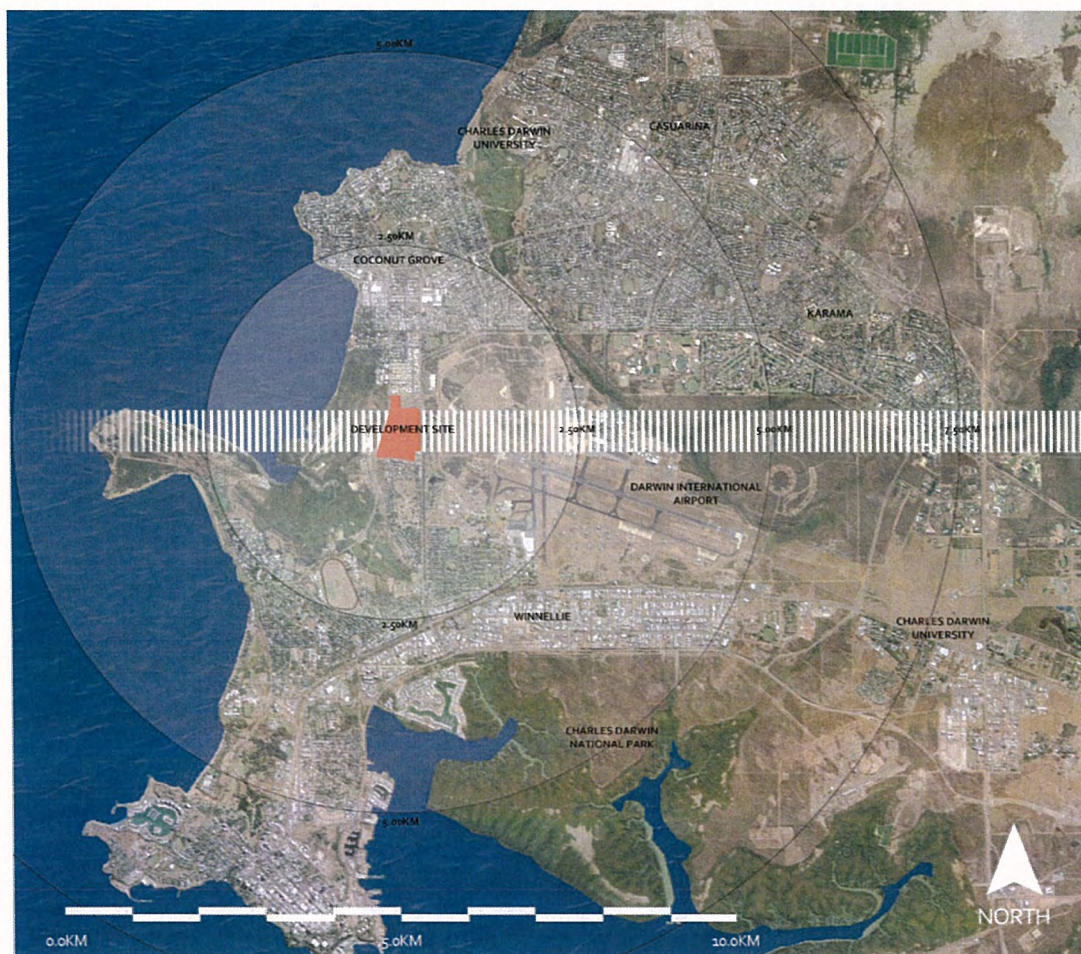 5.00KM
CHARLES DARWIN
UNIVERSITY
CASUARINA
2.50KM
COCONUT GROVE
KARAMA
DEVELOPMENT SITE
2.50KM
5.00KM
7.50KM
DARWIN INTERNATIONAL
AIRPORT
WINNELLIE
2.50KM
CHARLES DARWIN
UNIVERSITY
CHARLES DARWIN
NATIONAL PARK
5.00KM
NORTH
0.0KM
5.0KM
10.0KM